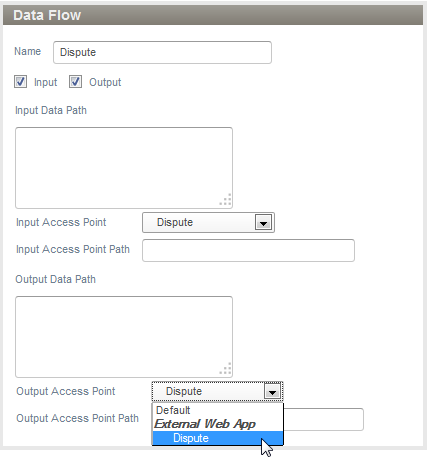 Data Flow
Name Dispute
Input Output
Input Data Path
Input Access Point Dispute
Input Access Point Path
Output Data Path
Output Access Point Dispute
Default
Output Access Point Path External Web App
Dispute